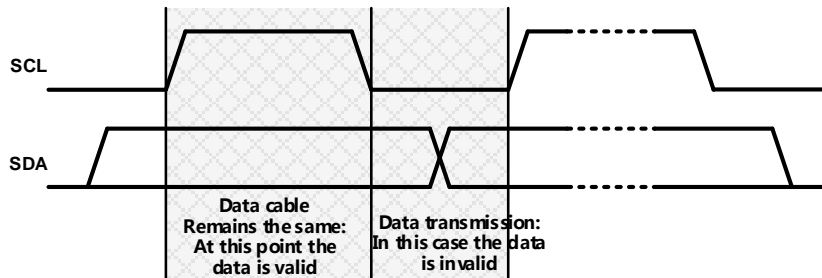 SCL
SDA
Data cable
Remains the same:
At this point the
data is valid
Data transmission:
In this case the data
is invalid